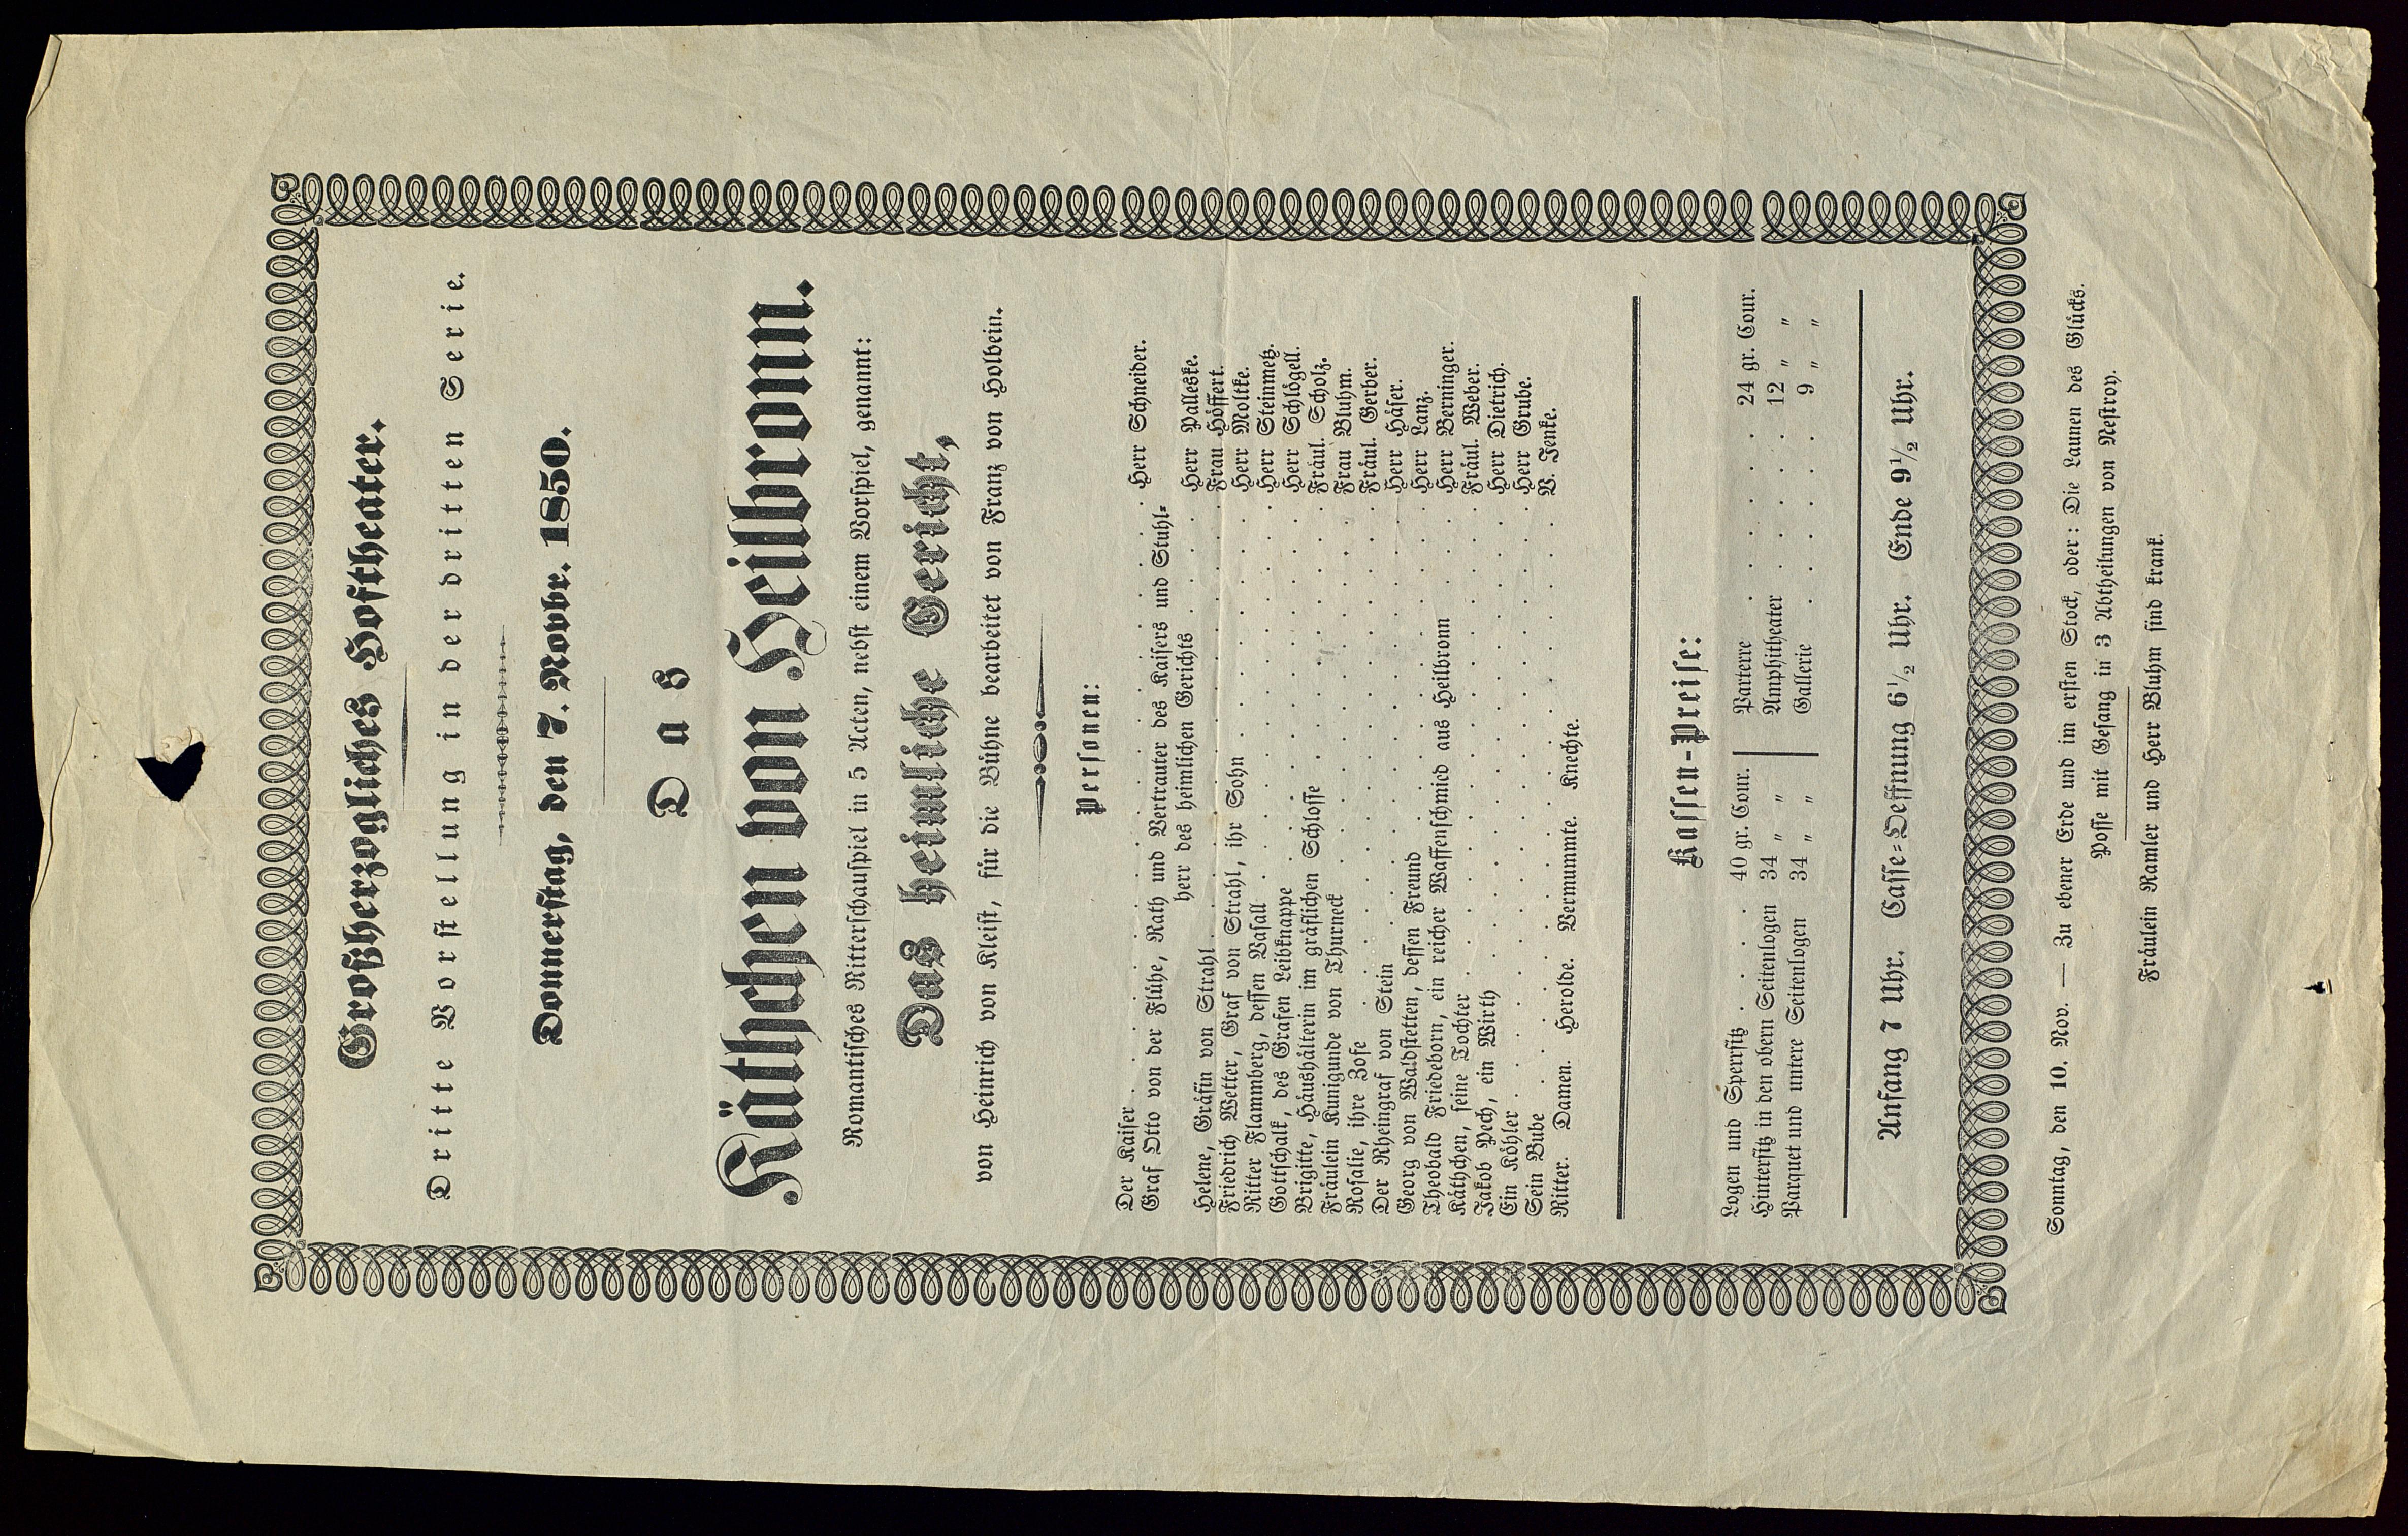 Großherzogliches Hoftheater.
Dritte Vorstellung in der dritten Serie.
Donnerstag, den 7. Novbr. 1850.
Das
Käthchen von Heilbronn.
Romantisches Ritterschauspiel in 5 Acten, nebst einem Vorspiel, genannt:
Das heimliche Gericht,
von Heinrich von Kleist, für die Bühne bearbeitet von Franz von Holbein.
Personen:
Der Kaiser . . . . . . . . . . . Herr Schneider.
Graf Otto von der Flühe, Rath und Vertrauter des Kaisers und Stuhl-
herr des heimlichen Gerichts . . . . Herr Palleske.
Helene, Gräfin von Strahl . . . . . . . . . Frau Höffert.
Friedrich Wetter, Graf von Strahl, ihr Sohn . . . . . . Herr Moltke.
Ritter Flammberg, dessen Vasall . . . . . . . . Herr Steinmetz.
Gottschalk, des Grafen Leibknappe . . . . . . . . Herr Schlögell.
Brigitte, Haushälterin im gräflichen Schlosse . . . . . . Fräul. Scholz.
Fräulein Kunigunde von Thurneck . . . . . . . . Frau Bluhm.
Rosalie, ihre Zofe . . . . . . . . . . Fräul. Gerber.
Der Rheingraf von Stein . . . . . . . . . Herr Häser.
Georg von Waldstetten, dessen Freund . . . . . . . Herr Lanz.
Theobald Friedeborn, ein reicher Waffenschmied aus Heilbronn . . . Herr Berninger.
Käthchen, seine Tochter . . . . . . . . . Fräul. Weber.
Jakob Pech, ein Wirth . . . . . . . . . Herr Dietrich.
Ein Köhler . . . . . . . . . . . Herr Grube.
Sein Bube . . . . . . . . . . . B. Jenke.
Ritter. Damen. Herolde. Vermummte. Knechte.
Kassen-Preise:
Logen und Sperrsitz . . . . 40 gr. Cour.
Hintersitz in den obern Seitenlogen 34 „ „
Parquet und untere Seitenlogen 34 „ „
Parterre . . . . . 24 gr. Cour.
Amphitheater . . . . 12 „ „
Gallerie . . . . . 9 „ „
Anfang 7 Uhr. Casse-Oeffnung 6½ Uhr. Ende 9½ Uhr.
Sonntag, den 10. Nov. — Zu ebener Erde und im ersten Stock, oder: Die Launen des Glücks.
Posse mit Gesang in 3 Abtheilungen von Nestroy.
Fräulein Ramler und Herr Bluhm sind krank.